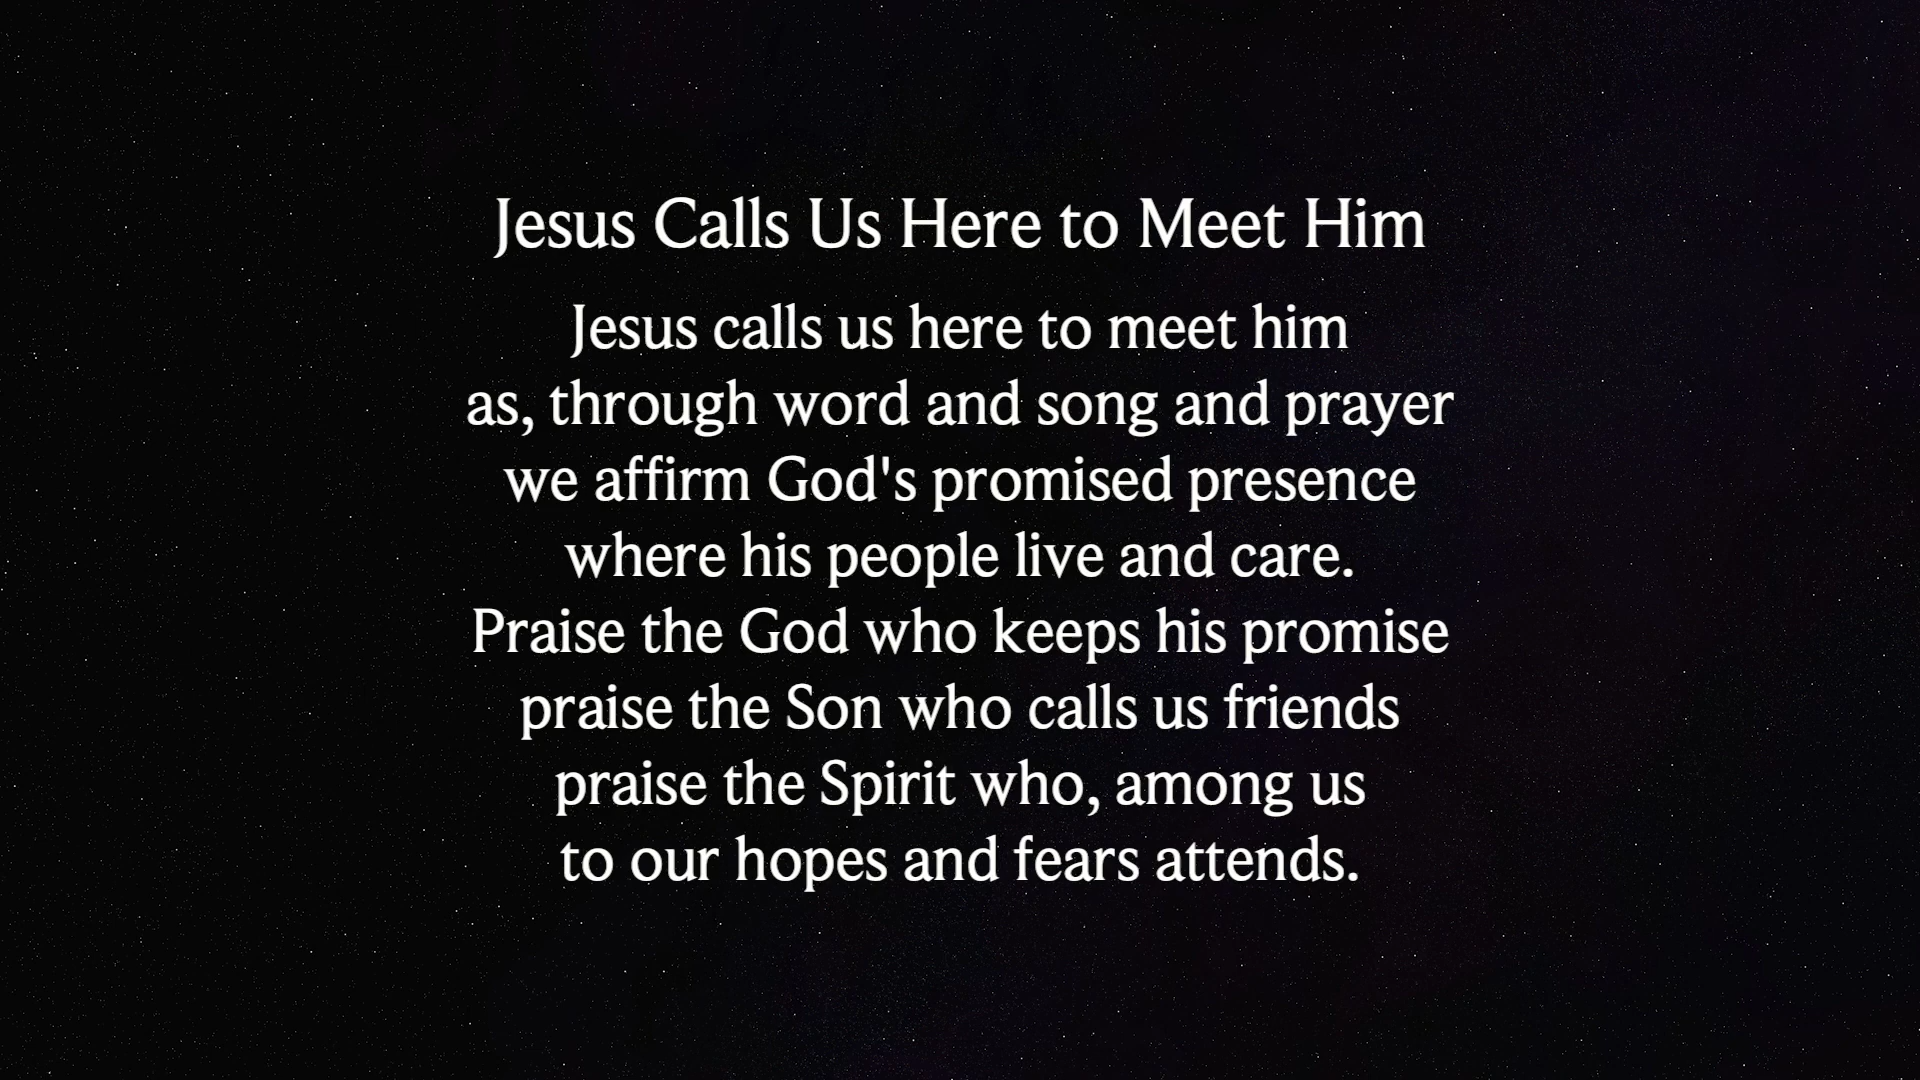 Jesus Calls Us Here to Meet Him
Jesus calls us here to meet him
as, through word and song and prayer
we affirm God's promised presence
where his people live and care.
Praise the God who keeps his promise
praise the Son who calls us friends
praise the Spirit who, among us
to our hopes and fears attends.